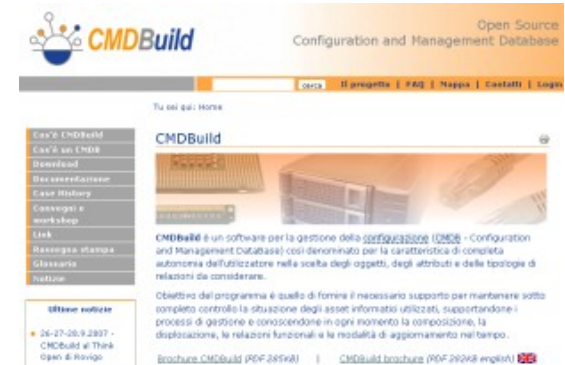 CMDBuild
Open Source
Configuration and Management Database
cerca Il progetto | FAQ | Mappa | Contatti | Login
Tu sei qui: Home
Cos'è CMDBuild
Cos'è un CMDB
Download
Documentazione
Case History
Convegni e
workshop
Link
Rassegna stampa
Glossario
Notizie
Ultime notizie
26-27-28.9.2007 -
CMDBuild al Think
Open di Rovigo
CMDBuild
CMDBuild è un software per la gestione della configurazione (CMDB - Configuration
and Management DataBase) così denominato per la caratteristica di completa
autonomia dell'utilizzatore nella scelta degli oggetti, degli attributi e delle tipologie di
relazioni da considerare.
Obiettivo del programma è quello di fornire il necessario supporto per mantenere sotto
completo controllo la situazione degli asset informatici utilizzati, supportandone i
processi di gestione e conoscendone in ogni momento la composizione, la
dislocazione, le relazioni funzionali e le modalità di aggiornamento nel tempo.
Brochure CMDBuild (PDF 285KB) | CMDBuild brochure (PDF 282KB english)